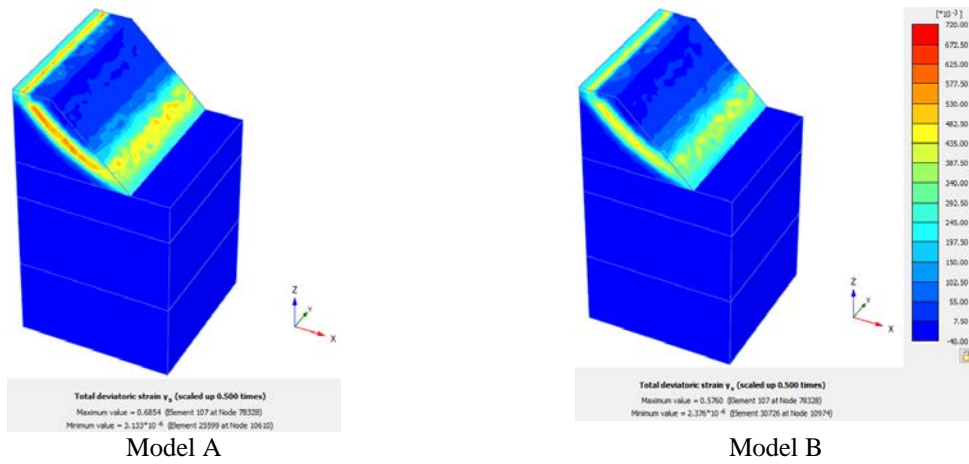 [*10⁻³]
720.00
672.50
625.00
577.50
530.00
482.50
435.00
387.50
340.00
292.50
245.00
197.50
150.00
102.50
55.00
7.50
-40.00
Z
Y
X
Total deviatoric strain γs (scaled up 0.500 times)
Maximum value = 0.6854 (Element 107 at Node 78328)
Minimum value = 3.133*10⁻⁶ (Element 25599 at Node 10610)
Model A
Z
Y
X
Total deviatoric strain γs (scaled up 0.500 times)
Maximum value = 0.5760 (Element 107 at Node 78328)
Minimum value = 2.376*10⁻⁶ (Element 30726 at Node 10974)
Model B